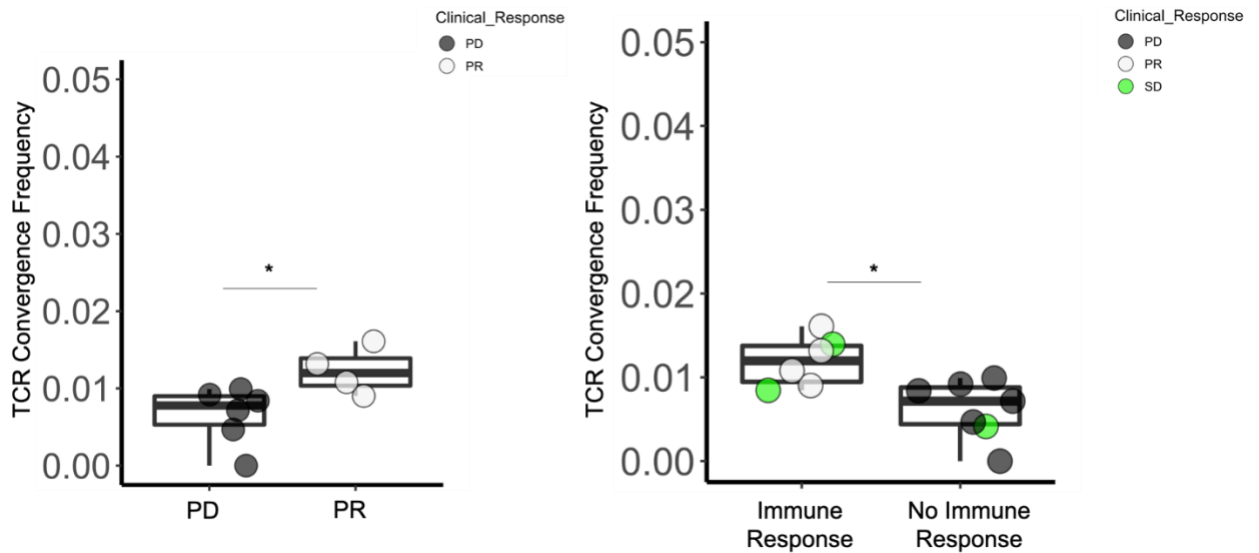 Clinical_Response
PD
PR
TCR Convergence Frequency
0.05
0.04
0.03
0.02
0.01
0.00
*
PD
PR
Clinical_Response
PD
PR
SD
TCR Convergence Frequency
0.05
0.04
0.03
0.02
0.01
0.00
*
Immune
Response
No Immune
Response